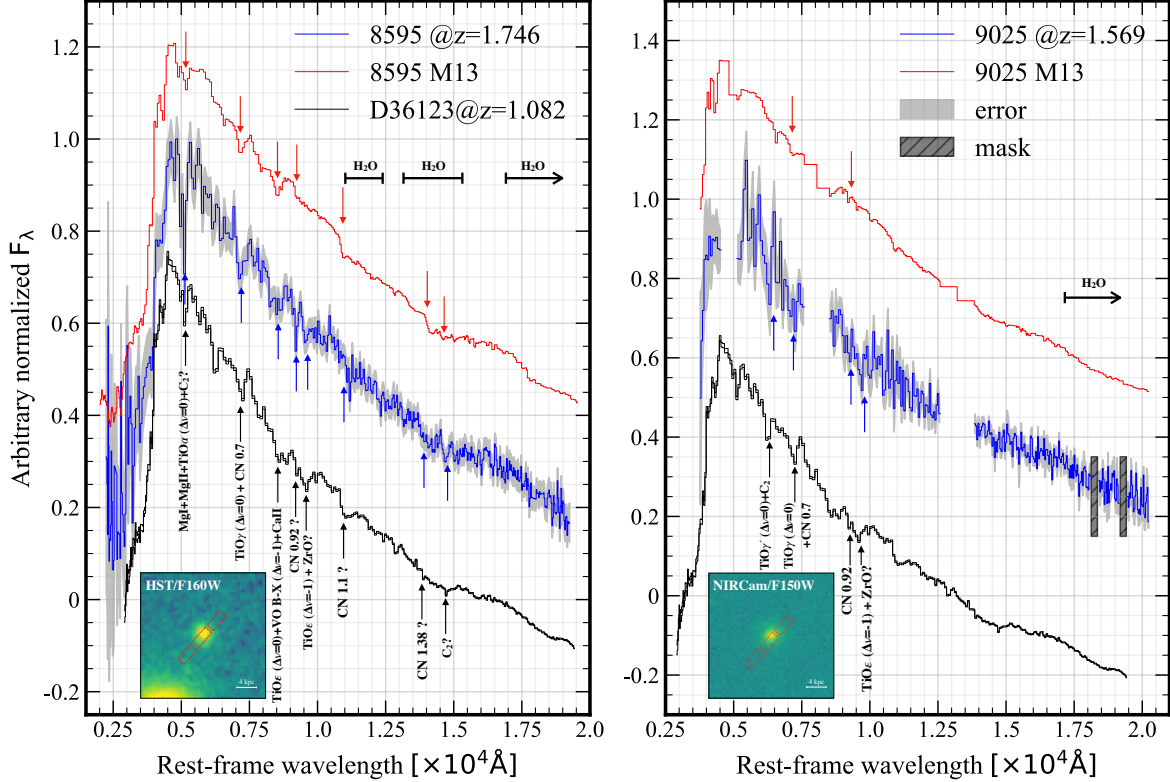 8595 @z=1.746
8595 M13
D36123@z=1.082
H₂O
H₂O
H₂O
MgI+MgII+TiOα (Δν=0)+C₂?
TiOγ (Δν=0) + CN 0.7
TiOε (Δν=0)+VO B-X (Δν=-1)+CaII
CN 0.92 ?
TiOε (Δν=-1) + ZrO?
CN 1.1 ?
CN 1.38 ?
C₂?
HST/F160W
4 kpc
1.2
1.0
0.8
0.6
0.4
0.2
0
-0.2
Arbitrary normalized F_λ
0.25
0.5
0.75
1.0
1.25
1.5
1.75
2.0
Rest-frame wavelength [×10⁴Å]
9025 @z=1.569
9025 M13
error
mask
H₂O
TiOγ′ (Δν=0)+C₂
TiOγ (Δν=0)
+CN 0.7
CN 0.92
TiOε (Δν=-1) + ZrO?
NIRCam/F150W
4 kpc
1.4
1.2
1.0
0.8
0.6
0.4
0.2
0
-0.2
0.25
0.5
0.75
1.0
1.25
1.5
1.75
2.0
Rest-frame wavelength [×10⁴Å]